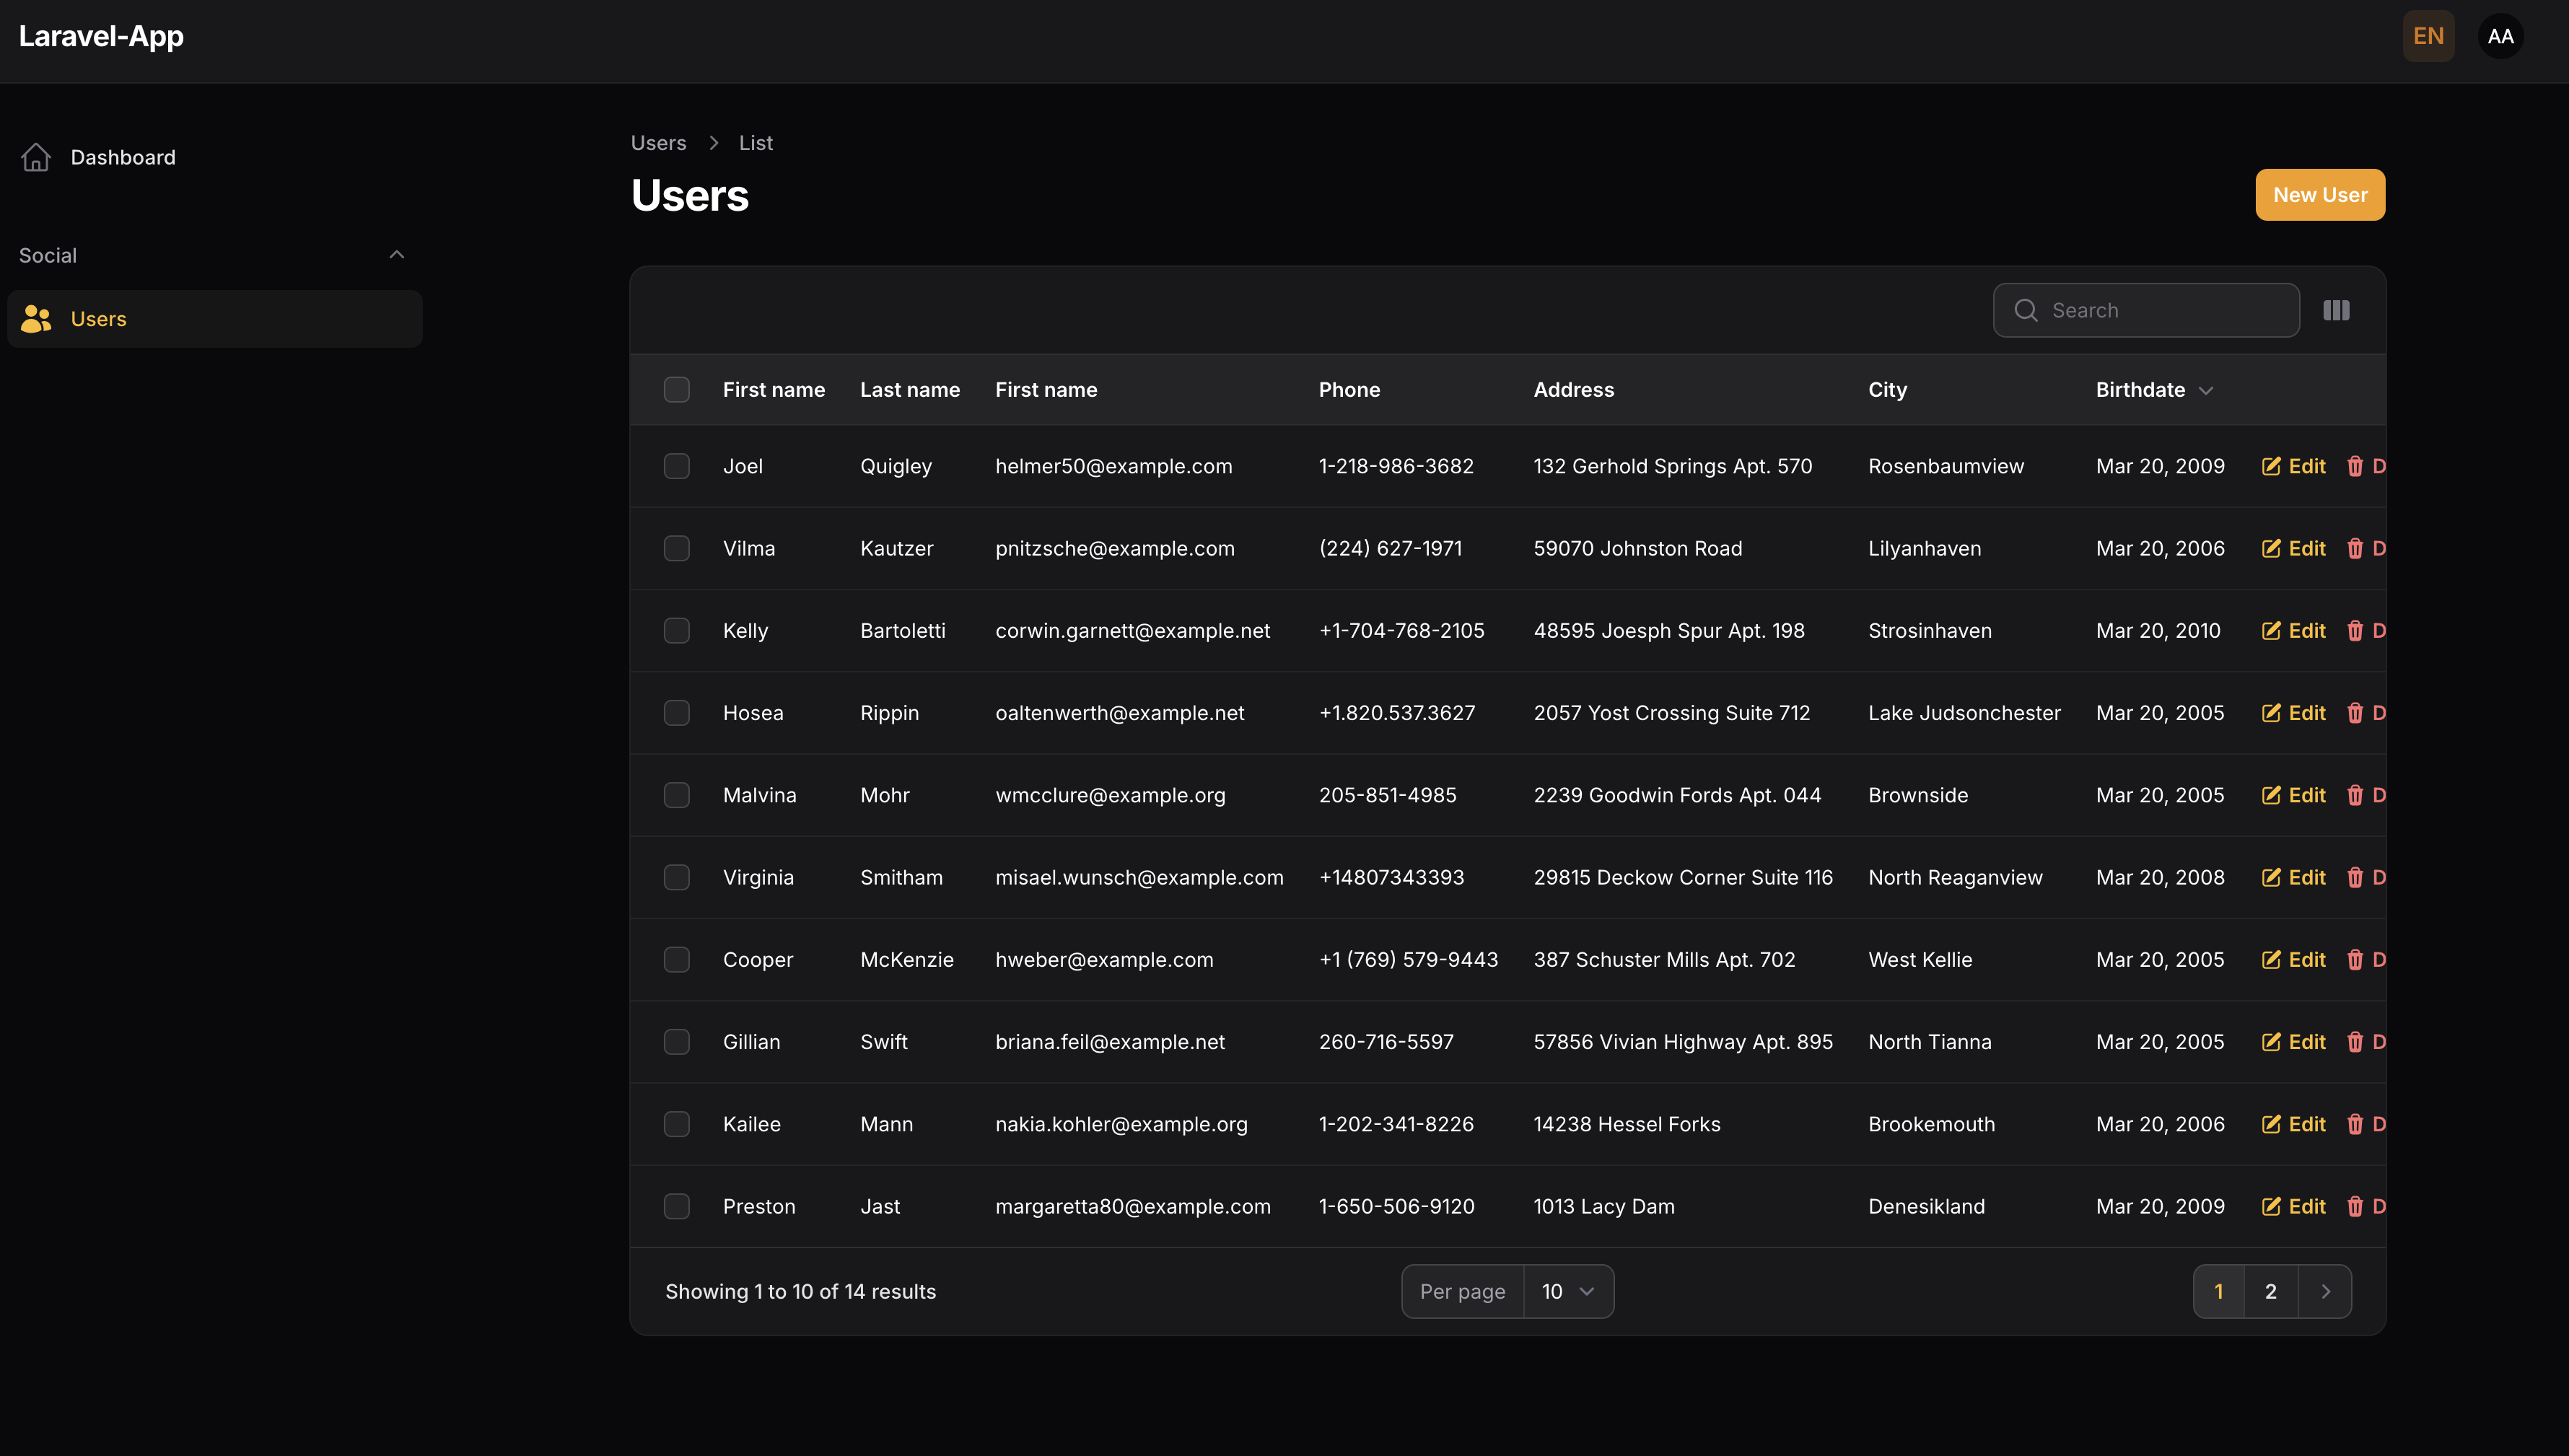 Laravel-App
EN
AA
Dashboard
Social
Users
Users > List
Users
New User
Search
First name Last name First name Phone Address City Birthdate
Joel Quigley helmer50@example.com 1-218-986-3682 132 Gerhold Springs Apt. 570 Rosenbaumview Mar 20, 2009 Edit D
Vilma Kautzer pnitzsche@example.com (224) 627-1971 59070 Johnston Road Lilyanhaven Mar 20, 2006 Edit D
Kelly Bartoletti corwin.garnett@example.net +1-704-768-2105 48595 Joesph Spur Apt. 198 Strosinhaven Mar 20, 2010 Edit D
Hosea Rippin oaltenwerth@example.net +1.820.537.3627 2057 Yost Crossing Suite 712 Lake Judsonchester Mar 20, 2005 Edit D
Malvina Mohr wmcclure@example.org 205-851-4985 2239 Goodwin Fords Apt. 044 Brownside Mar 20, 2005 Edit D
Virginia Smitham misael.wunsch@example.com +14807343393 29815 Deckow Corner Suite 116 North Reaganview Mar 20, 2008 Edit D
Cooper McKenzie hweber@example.com +1 (769) 579-9443 387 Schuster Mills Apt. 702 West Kellie Mar 20, 2005 Edit D
Gillian Swift briana.feil@example.net 260-716-5597 57856 Vivian Highway Apt. 895 North Tianna Mar 20, 2005 Edit D
Kailee Mann nakia.kohler@example.org 1-202-341-8226 14238 Hessel Forks Brookemouth Mar 20, 2006 Edit D
Preston Jast margaretta80@example.com 1-650-506-9120 1013 Lacy Dam Denesikland Mar 20, 2009 Edit D
Showing 1 to 10 of 14 results
Per page 10
1 2